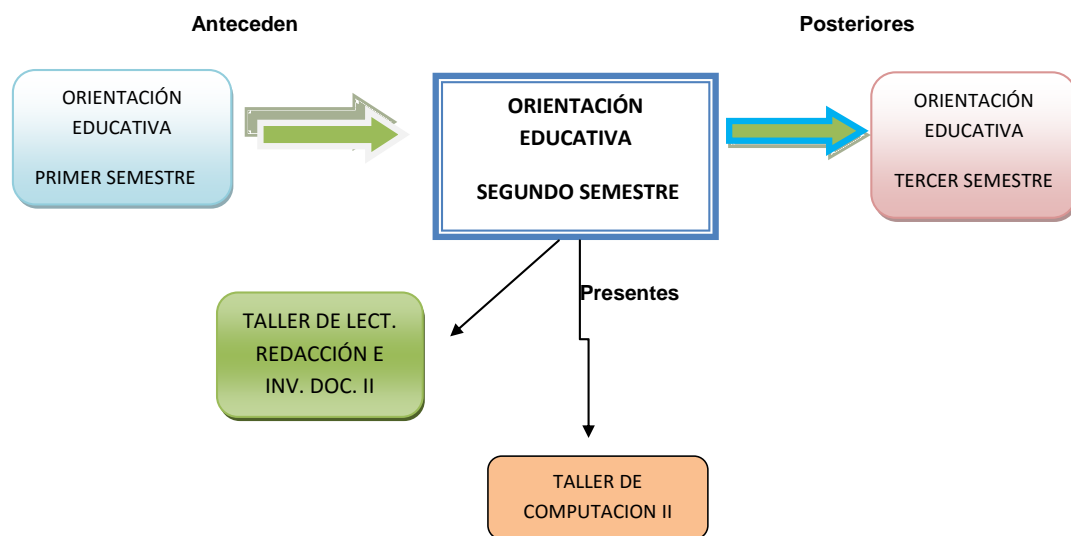 Anteceden
Posteriores
ORIENTACIÓN
EDUCATIVA
PRIMER SEMESTRE
ORIENTACIÓN
EDUCATIVA
SEGUNDO SEMESTRE
ORIENTACIÓN
EDUCATIVA
TERCER SEMESTRE
Presentes
TALLER DE LECT.
REDACCIÓN E
INV. DOC. II
TALLER DE
COMPUTACION II